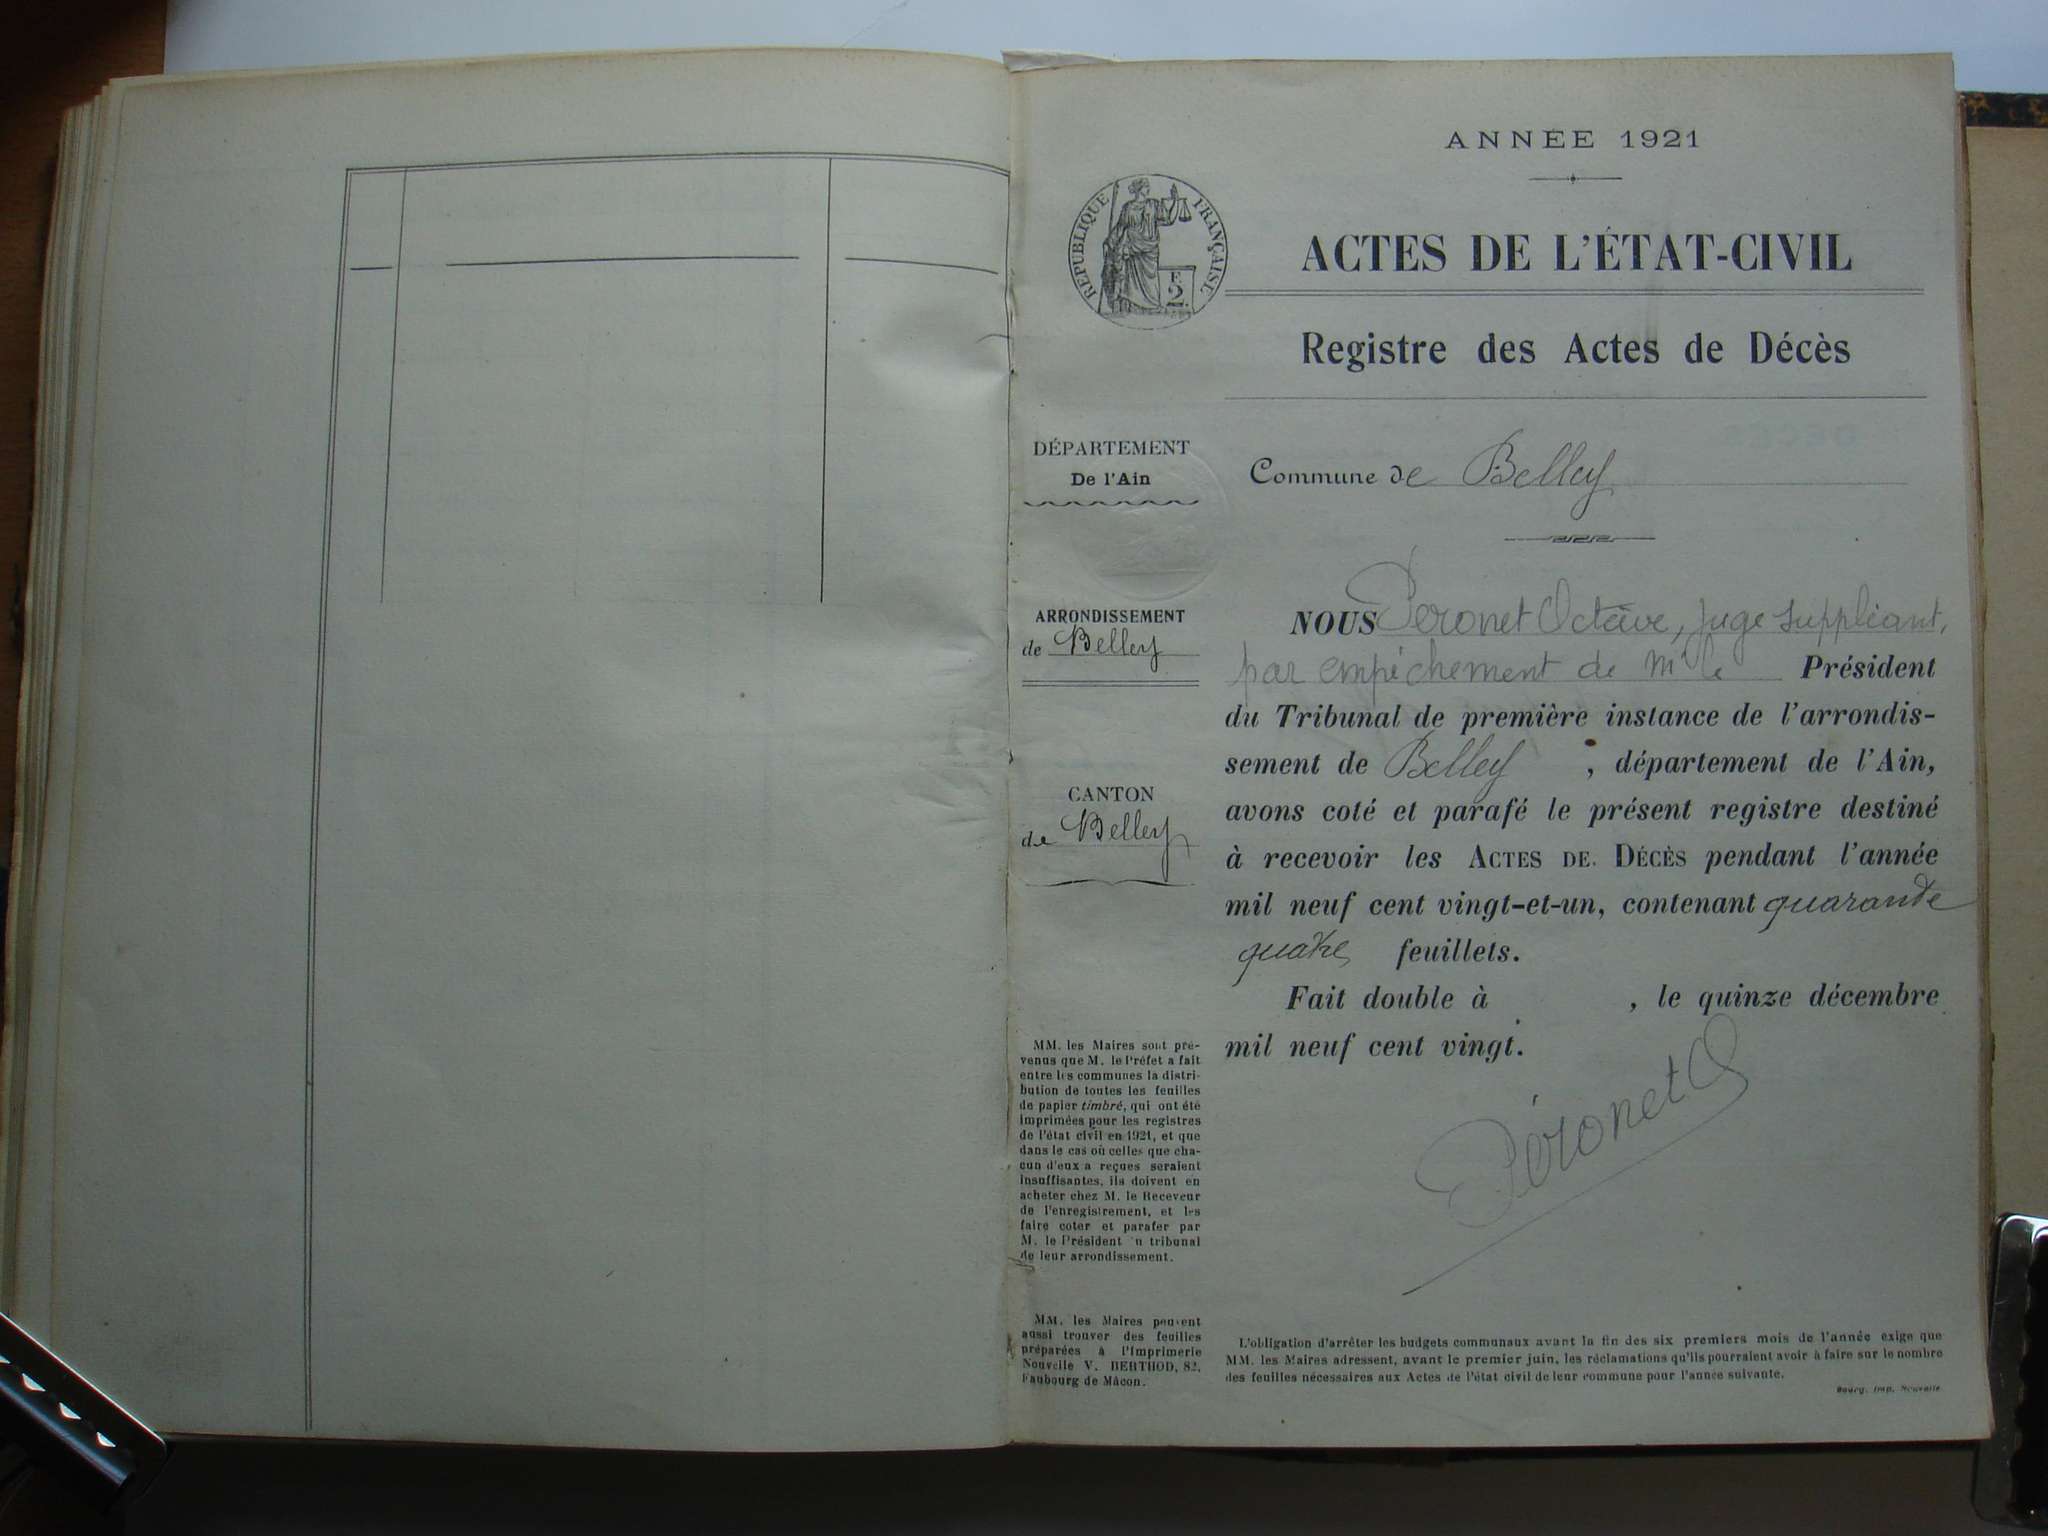 ANNÉE 1921
RÉPUBLIQUE FRANÇAISE
F.
2
ACTES DE L'ÉTAT-CIVIL
Registre des Actes de Décès
DÉPARTEMENT
De l'Ain
ARRONDISSEMENT
de Belley
CANTON
de Belley
MM. les Maires sont pré-
venus que M. le Préfet a fait
entre les communes la distri-
bution de toutes les feuilles
de papier timbré, qui ont été
imprimées pour les registres
de l'état civil en 1921, et que
dans le cas où celles que cha-
cun d'eux a reçues seraient
insuffisantes, ils doivent en
acheter chez M. le Receveur
de l'enregistrement, et les
faire coter et parafer par
M. le Président du tribunal
de leur arrondissement.
MM. les Maires peuvent
aussi trouver des feuilles
préparées à l'Imprimerie
Nouvelle V. BERTHOD, 82,
Faubourg de Mâcon.
Commune de Belley
NOUS Péronet Octave, juge suppléant,
par empêchement de Mr le Président
du Tribunal de première instance de l'arrondis-
sement de Belley, département de l'Ain,
avons coté et parafé le présent registre destiné
à recevoir les ACTES DE DÉCÈS pendant l'année
mil neuf cent vingt-et-un, contenant quarante
quatre feuillets.
Fait double à , le quinze décembre
mil neuf cent vingt.
Péronet O
L'obligation d'arrêter les budgets communaux avant la fin des six premiers mois de l'année exige que
MM. les Maires adressent, avant le premier juin, les réclamations qu'ils pourraient avoir à faire sur le nombre
des feuilles nécessaires aux Actes de l'état civil de leur commune pour l'année suivante.
Bourg, Imp. Nouvelle.